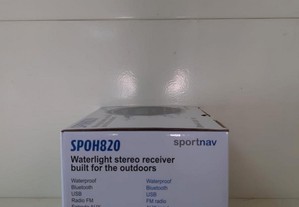 SPOH820
sportnav
Waterlight stereo receiver
built for the outdoors
Waterproof
Bluetooth
USB
Radio FM
Waterproof
Bluetooth
USB
FM radio